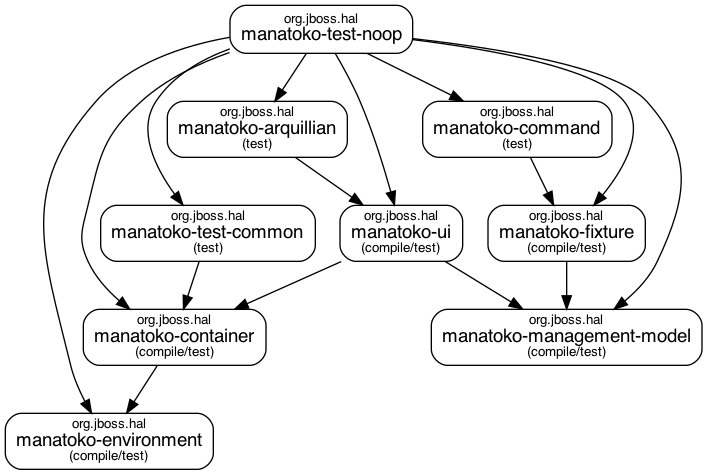 org.jboss.hal
manatoko-test-noop
org.jboss.hal
manatoko-arquillian
(test)
org.jboss.hal
manatoko-command
(test)
org.jboss.hal
manatoko-test-common
(test)
org.jboss.hal
manatoko-ui
(compile/test)
org.jboss.hal
manatoko-fixture
(compile/test)
org.jboss.hal
manatoko-container
(compile/test)
org.jboss.hal
manatoko-management-model
(compile/test)
org.jboss.hal
manatoko-environment
(compile/test)